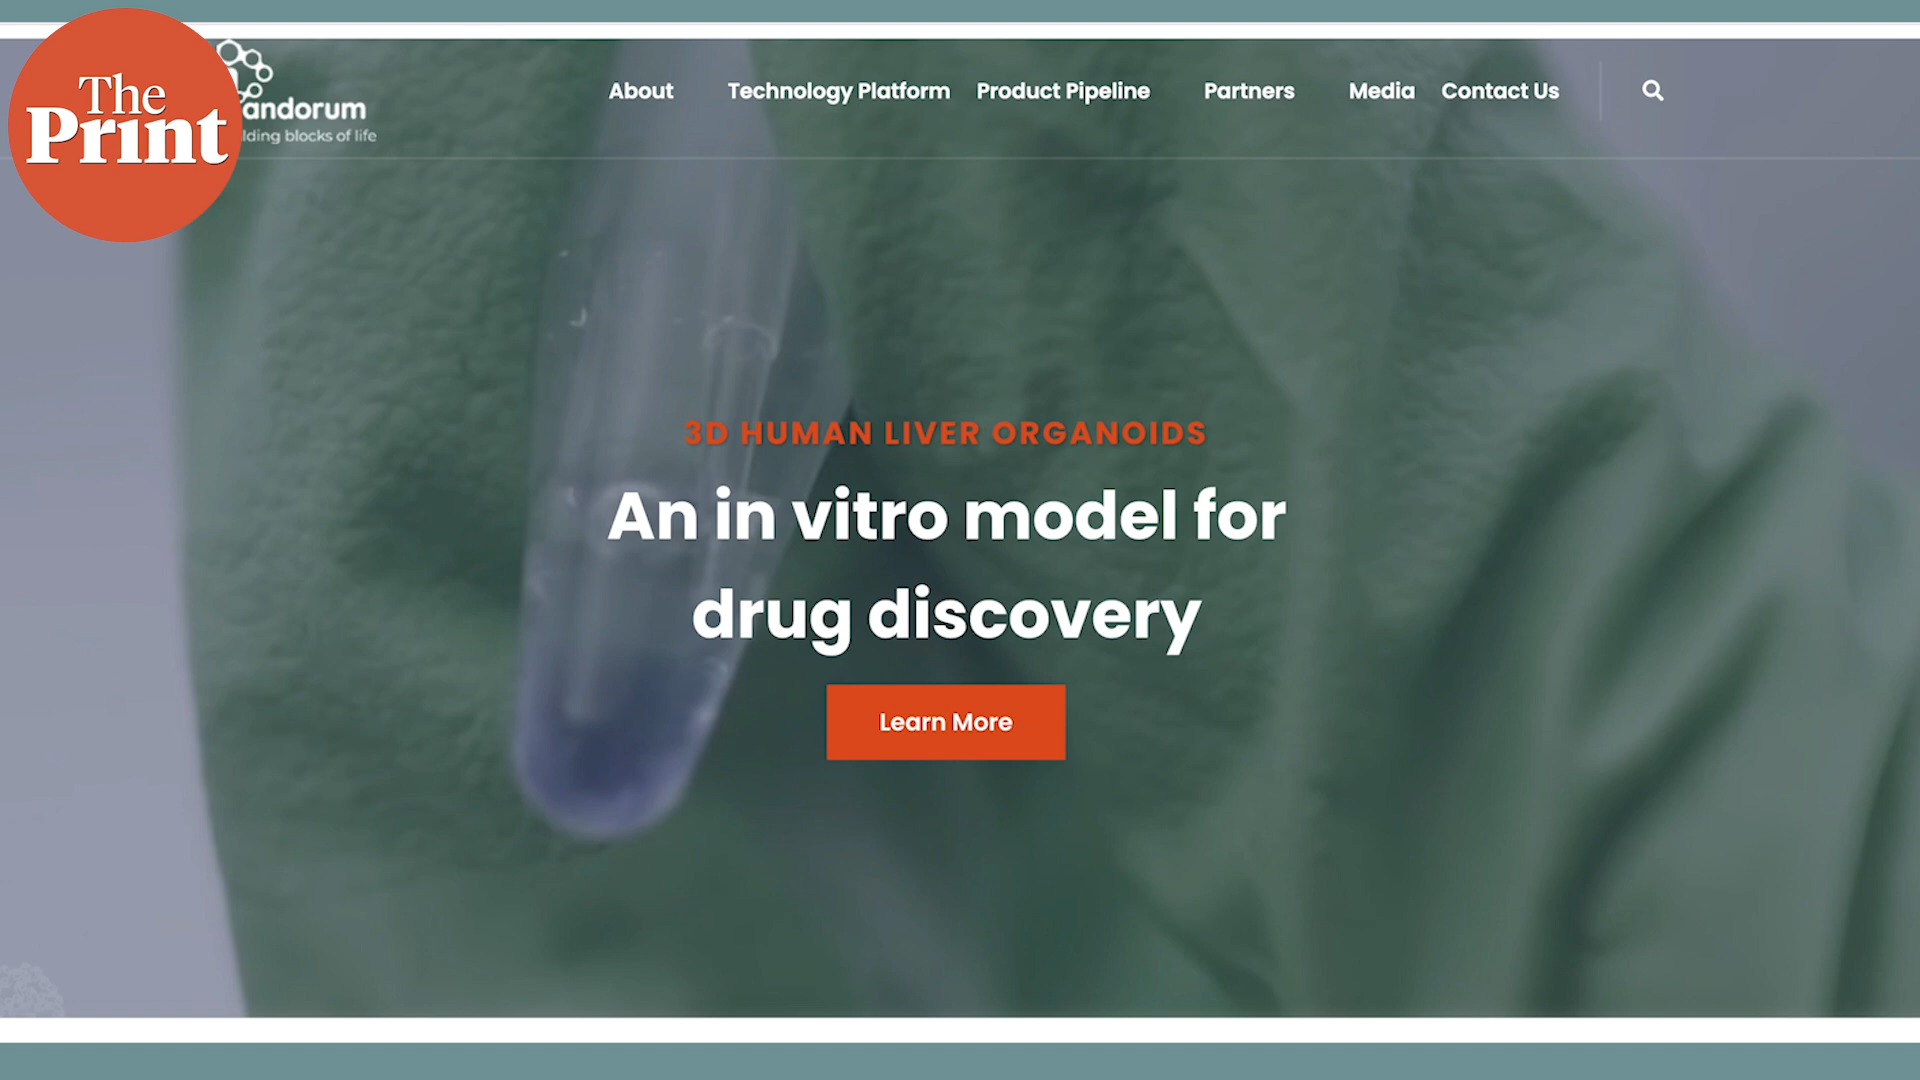 The
Print
andorum
lding blocks of life
About Technology Platform Product Pipeline Partners Media Contact Us
3D HUMAN LIVER ORGANOIDS
An in vitro model for
drug discovery
Learn More